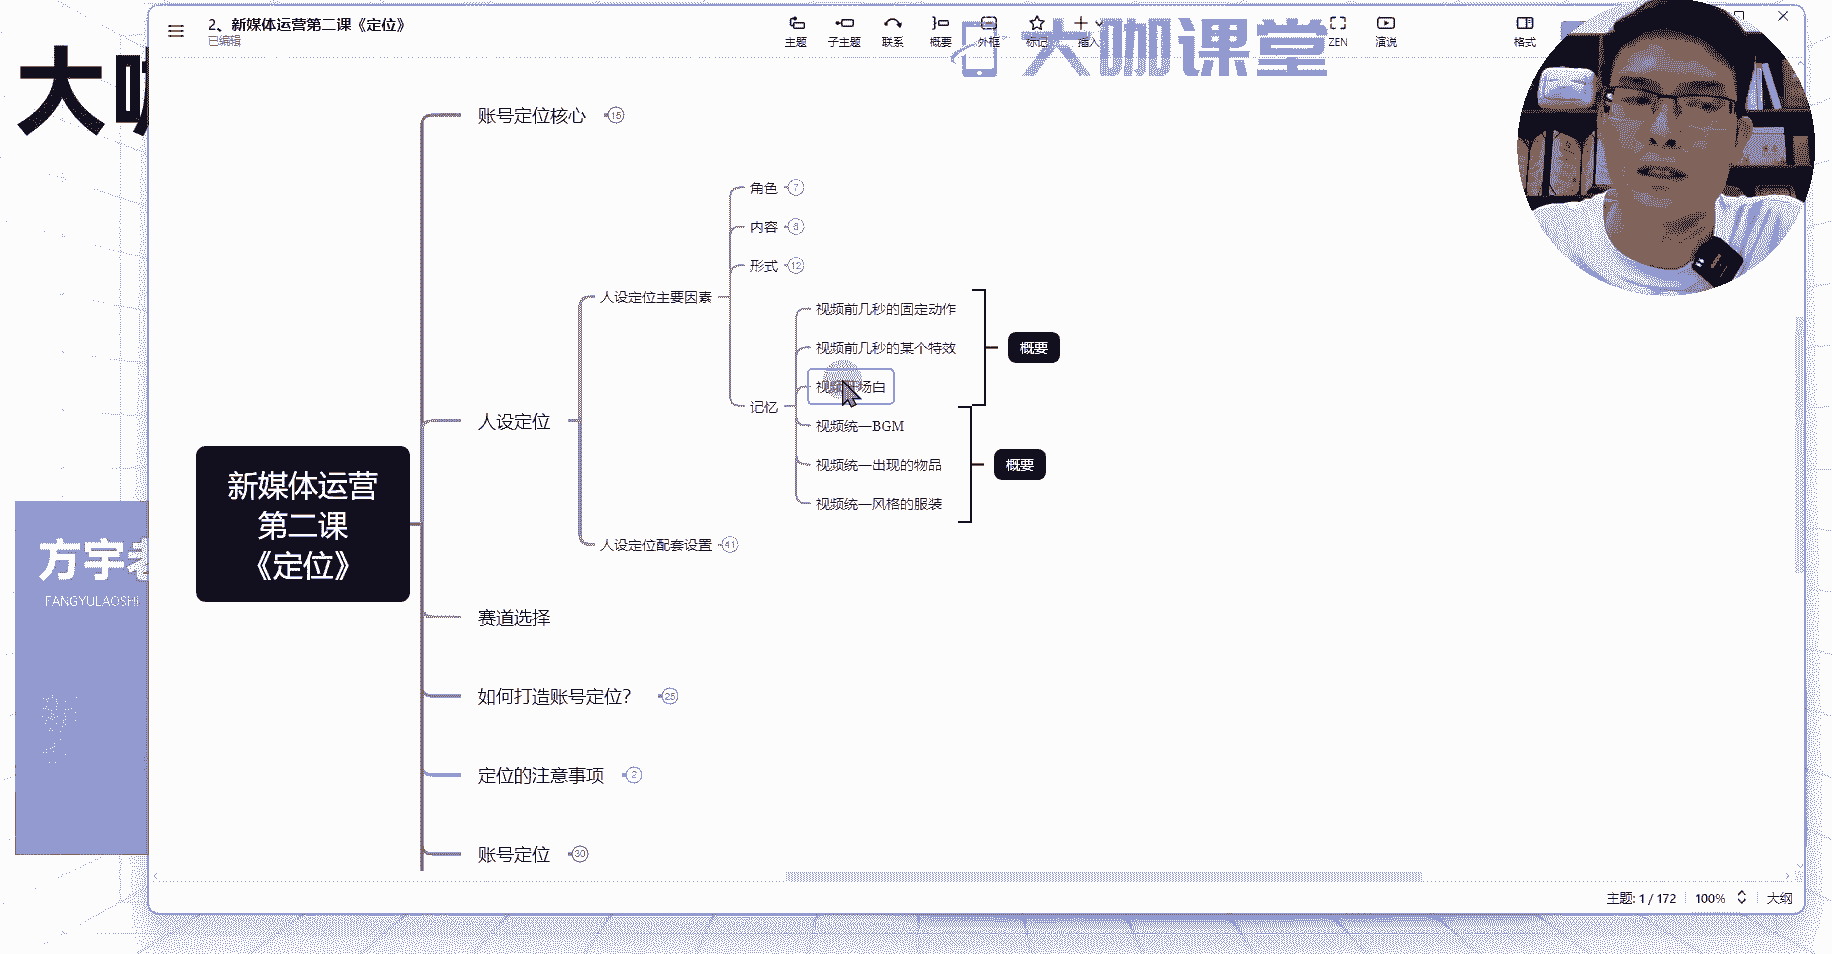 2、新媒体运营第二课《定位》
已编辑
主题
子主题
联系
概要
外框
标记
插入
ZEN
演说
格式
大咖课堂
大
账号定位核心
15
角色
7
内容
6
形式
12
人设定位主要因素
视频前几秒的固定动作
视频前几秒的某个特效
概要
视频开场白
记忆
人设定位
视频统一BGM
视频统一出现的物品
概要
视频统一风格的服装
新媒体运营
第二课
《定位》
人设定位配套设置
41
方宇老
FANGYULAOSHI
赛道选择
如何打造账号定位?
25
定位的注意事项
2
账号定位
30
主题: 1 / 172
100%
大纲